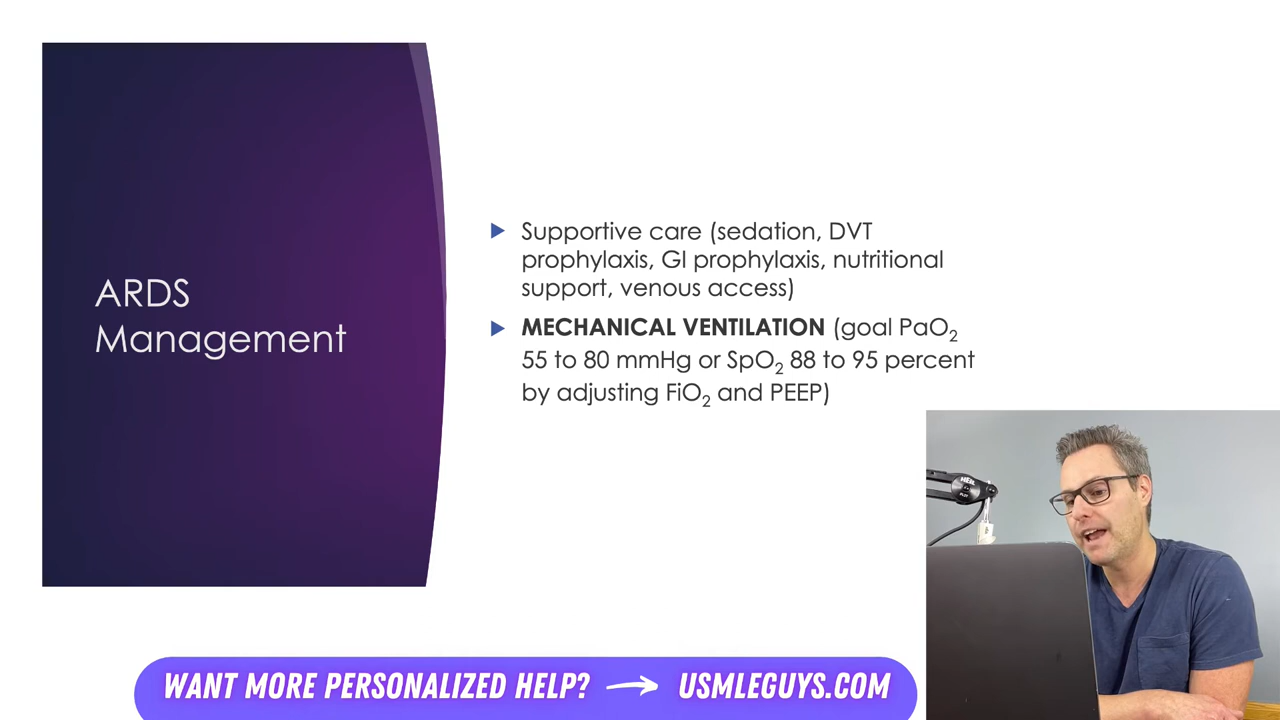 ARDS
Management
Supportive care (sedation, DVT
prophylaxis, GI prophylaxis, nutritional
support, venous access)
MECHANICAL VENTILATION (goal PaO₂
55 to 80 mmHg or SpO₂ 88 to 95 percent
by adjusting FiO₂ and PEEP)
HEIL
WANT MORE PERSONALIZED HELP? → USMLEGUYS.COM